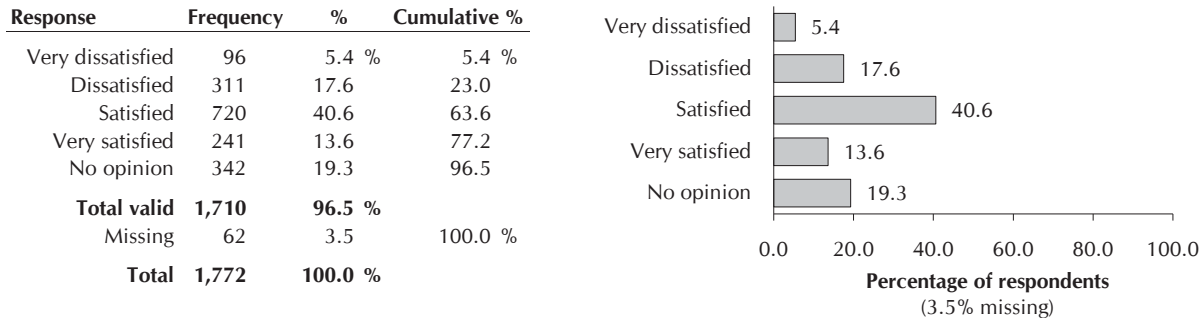 Response Frequency % Cumulative %
Very dissatisfied 96 5.4 % 5.4 %
Dissatisfied 311 17.6 23.0
Satisfied 720 40.6 63.6
Very satisfied 241 13.6 77.2
No opinion 342 19.3 96.5
Total valid 1,710 96.5 %
Missing 62 3.5 100.0 %
Total 1,772 100.0 %
Very dissatisfied 5.4
Dissatisfied 17.6
Satisfied 40.6
Very satisfied 13.6
No opinion 19.3
0.0 20.0 40.0 60.0 80.0 100.0
Percentage of respondents
(3.5% missing)